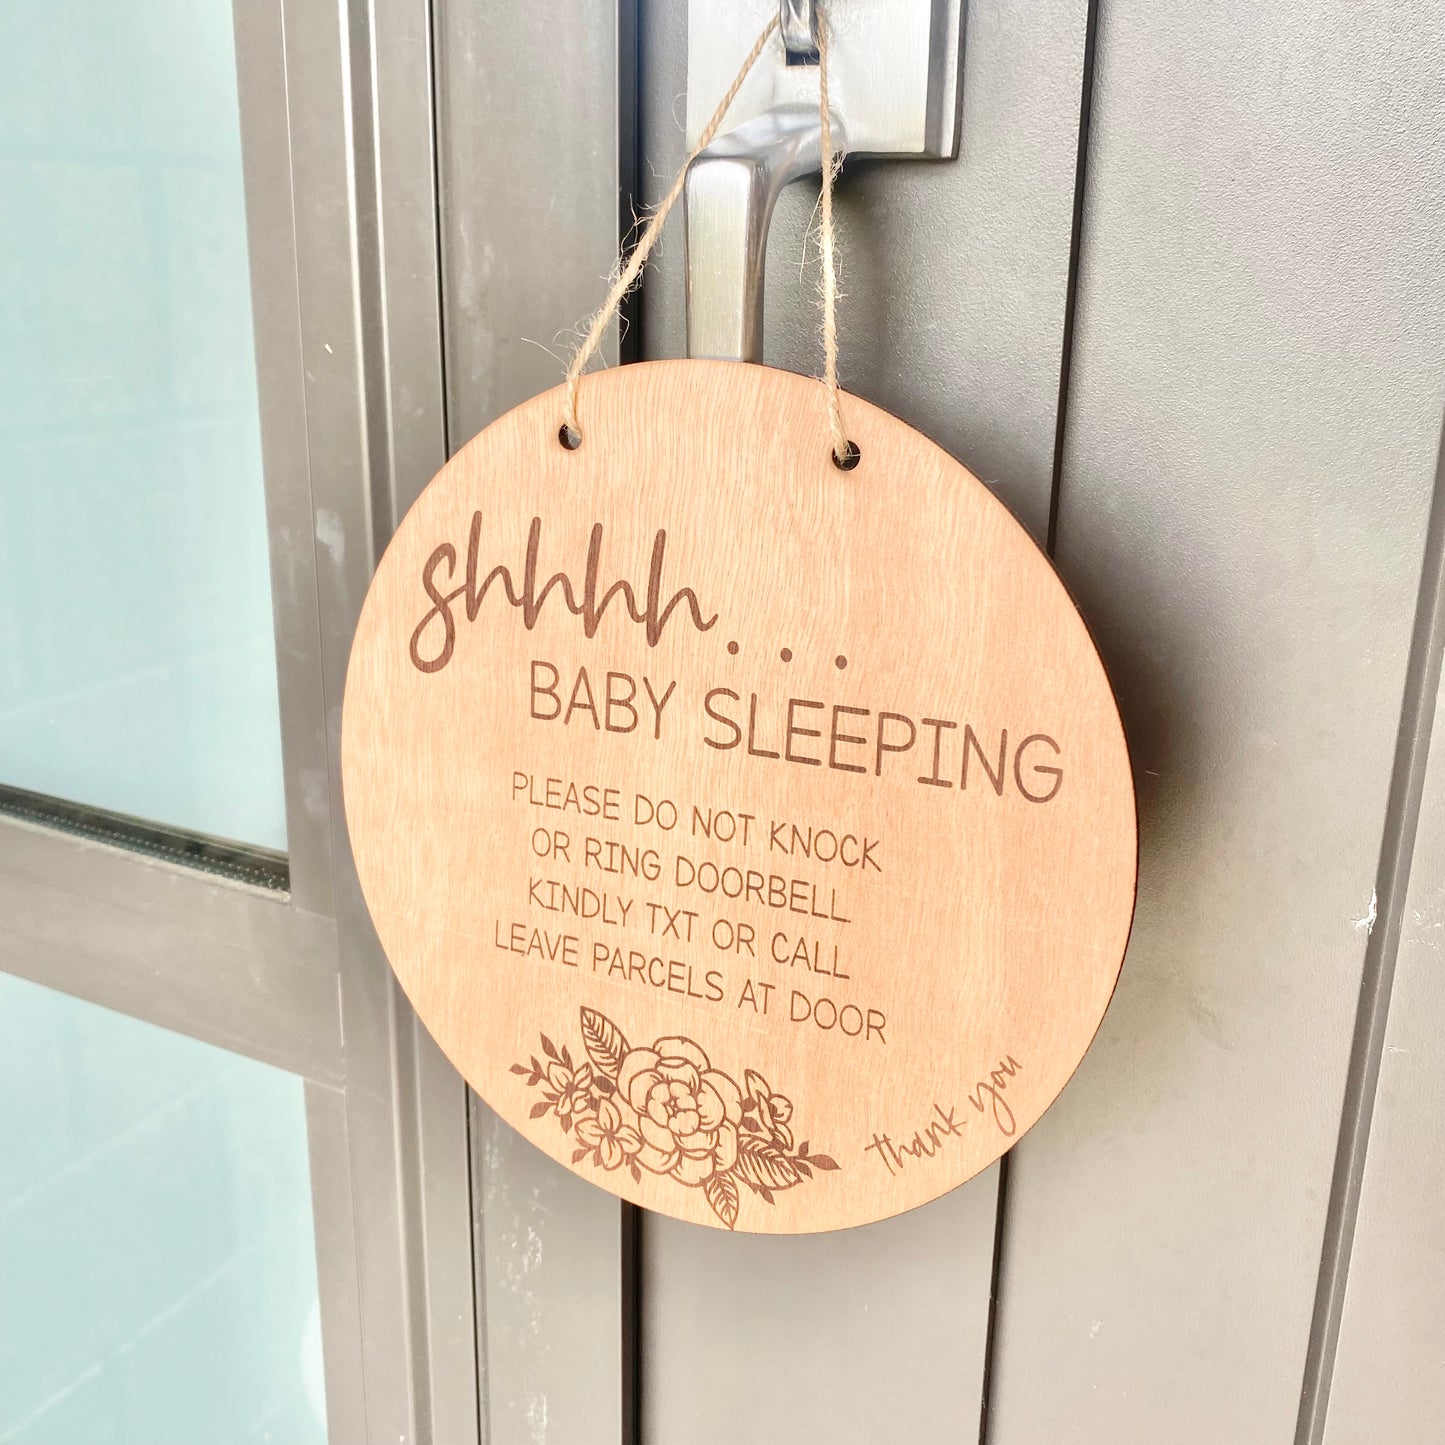 shhhh...
BABY SLEEPING
PLEASE DO NOT KNOCK
OR RING DOORBELL
KINDLY TXT OR CALL
LEAVE PARCELS AT DOOR
thank you